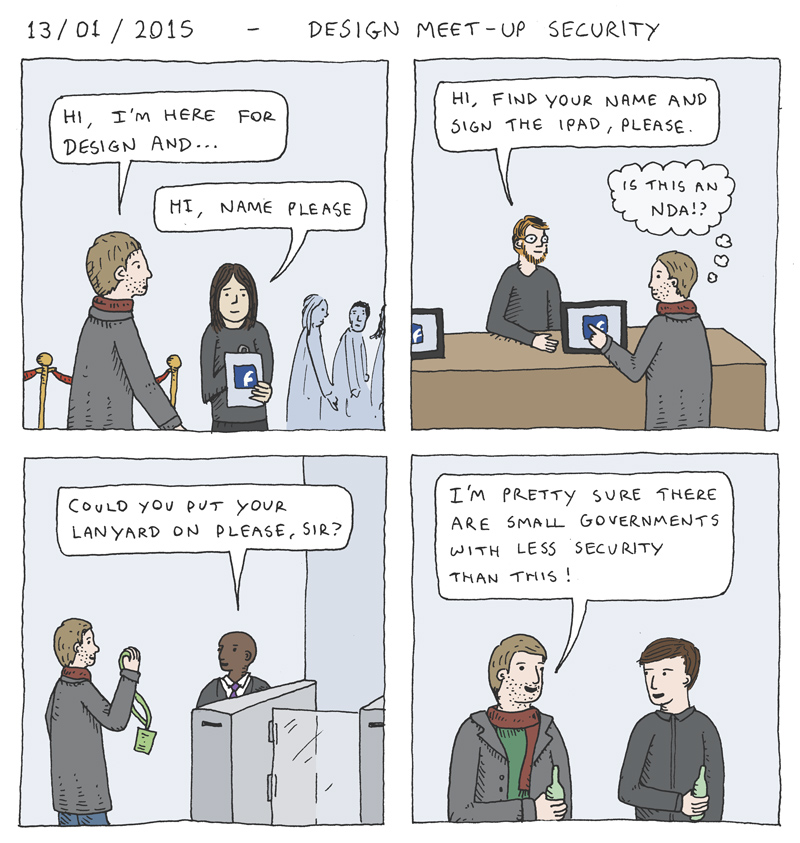 13/01/2015 - DESIGN MEET-UP SECURITY
HI, I'M HERE FOR
DESIGN AND...
HI, NAME PLEASE
f
HI, FIND YOUR NAME AND
SIGN THE IPAD, PLEASE.
IS THIS AN
NDA!?
f
f
COULD YOU PUT YOUR
LANYARD ON PLEASE, SIR?
I'M PRETTY SURE THERE
ARE SMALL GOVERNMENTS
WITH LESS SECURITY
THAN THIS!